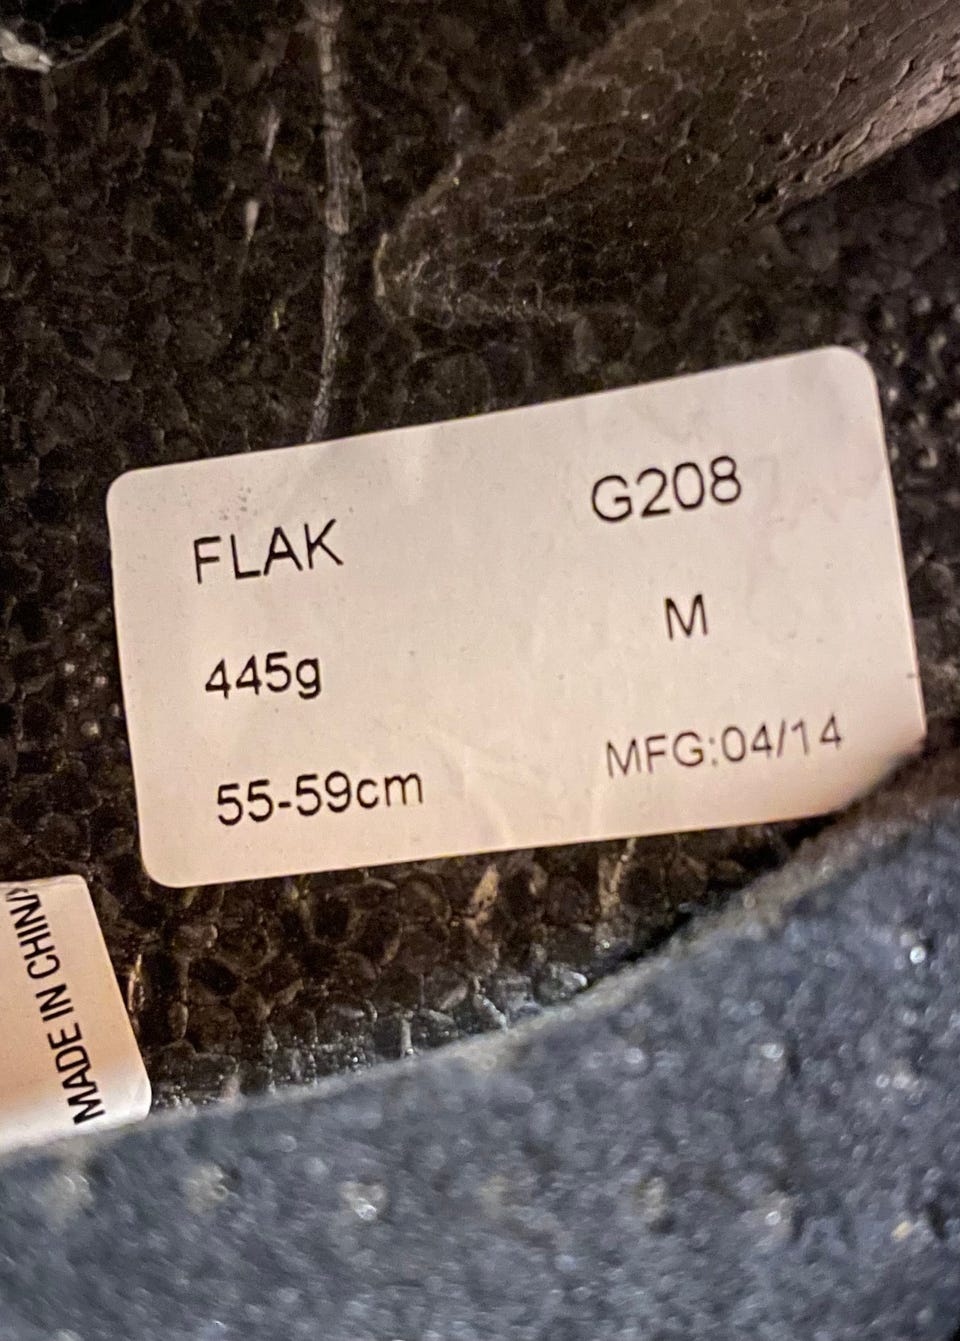 FLAK G208
445g M
55-59cm MFG:04/14
MADE IN CHINA